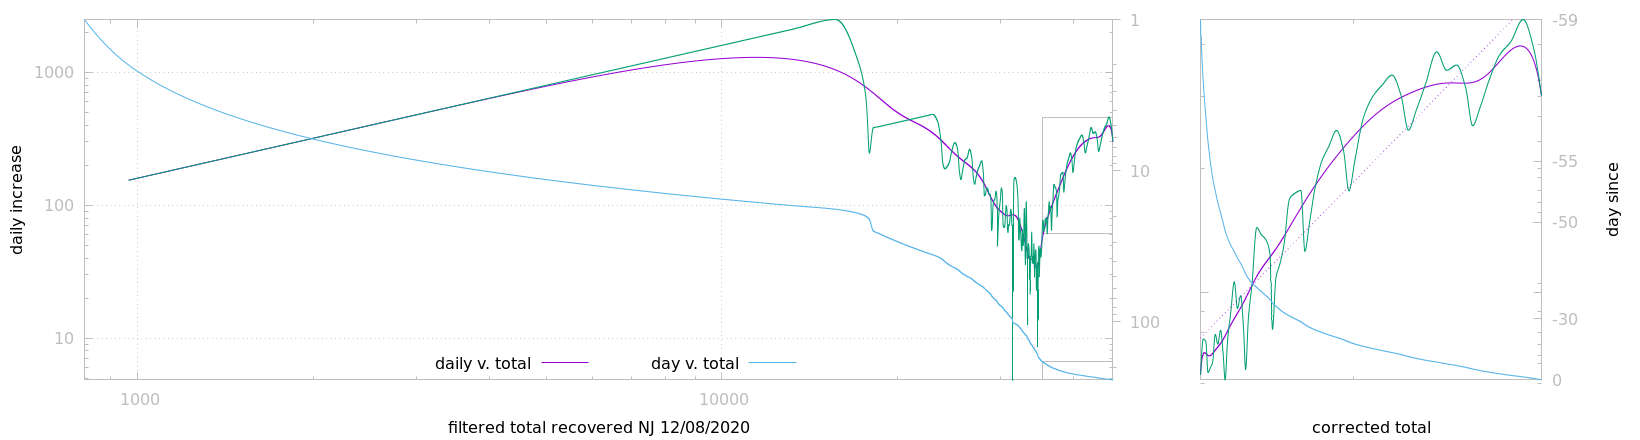 1 -59
1000
daily increase
10 -55
day since
100 -50
100 -30
10
daily v. total day v. total
0
1000 10000
filtered total recovered NJ 12/08/2020 corrected total